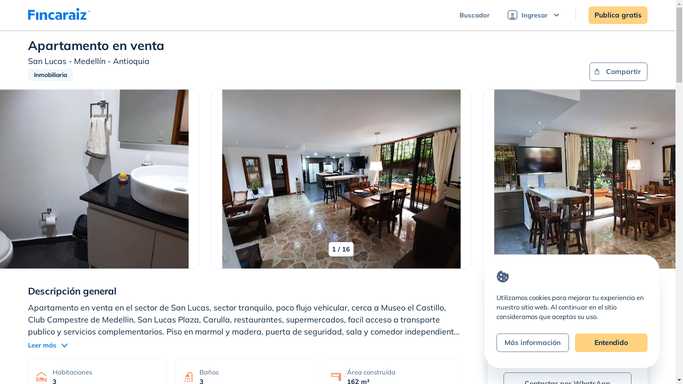 Fincaraiz
Buscador
Ingresar
Publica gratis
Apartamento en venta
San Lucas - Medellín - Antioquia
Inmobiliaria
Compartir
1 / 16
Descripción general
Apartamento en venta en el sector de San Lucas, sector tranquilo, poco flujo vehicular, cerca a Museo el Castillo,
Club Campestre de Medellin, San Lucas Plaza, Carulla, restaurantes, supermercados, facil acceso a transporte
publico y servicios complementarios. Piso en marmol y madera, puerta de seguridad, sala y comedor independient...
Leer más
Habitaciones
3
Baños
3
Área construida
162 m²
Utilizamos cookies para mejorar tu experiencia en
nuestro sitio web. Al continuar en el sitio
consideramos que aceptas su uso.
Más información
Entendido
Contactar por WhatsApp